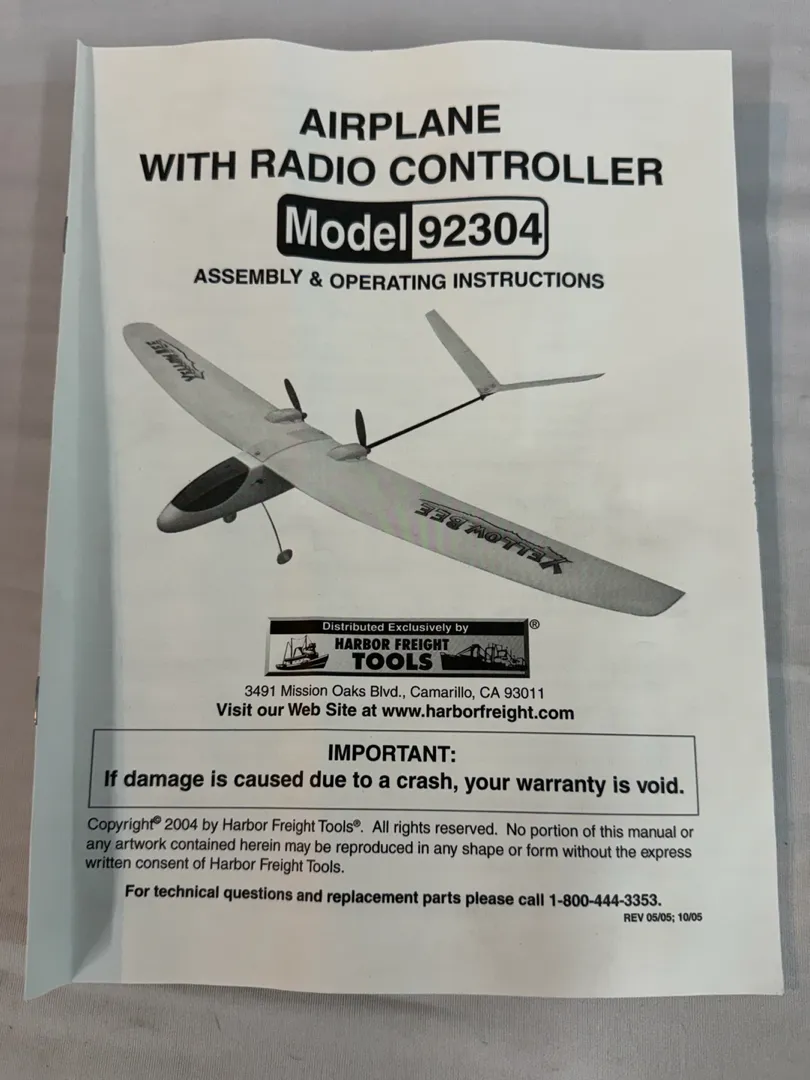 AIRPLANE
WITH RADIO CONTROLLER
Model 92304
ASSEMBLY & OPERATING INSTRUCTIONS
YELLOW BEE
YELLOW BEE
Distributed Exclusively by
HARBOR FREIGHT
TOOLS
®
3491 Mission Oaks Blvd., Camarillo, CA 93011
Visit our Web Site at www.harborfreight.com
IMPORTANT:
If damage is caused due to a crash, your warranty is void.
Copyright© 2004 by Harbor Freight Tools®. All rights reserved. No portion of this manual or
any artwork contained herein may be reproduced in any shape or form without the express
written consent of Harbor Freight Tools.
For technical questions and replacement parts please call 1-800-444-3353.
REV 05/05; 10/05